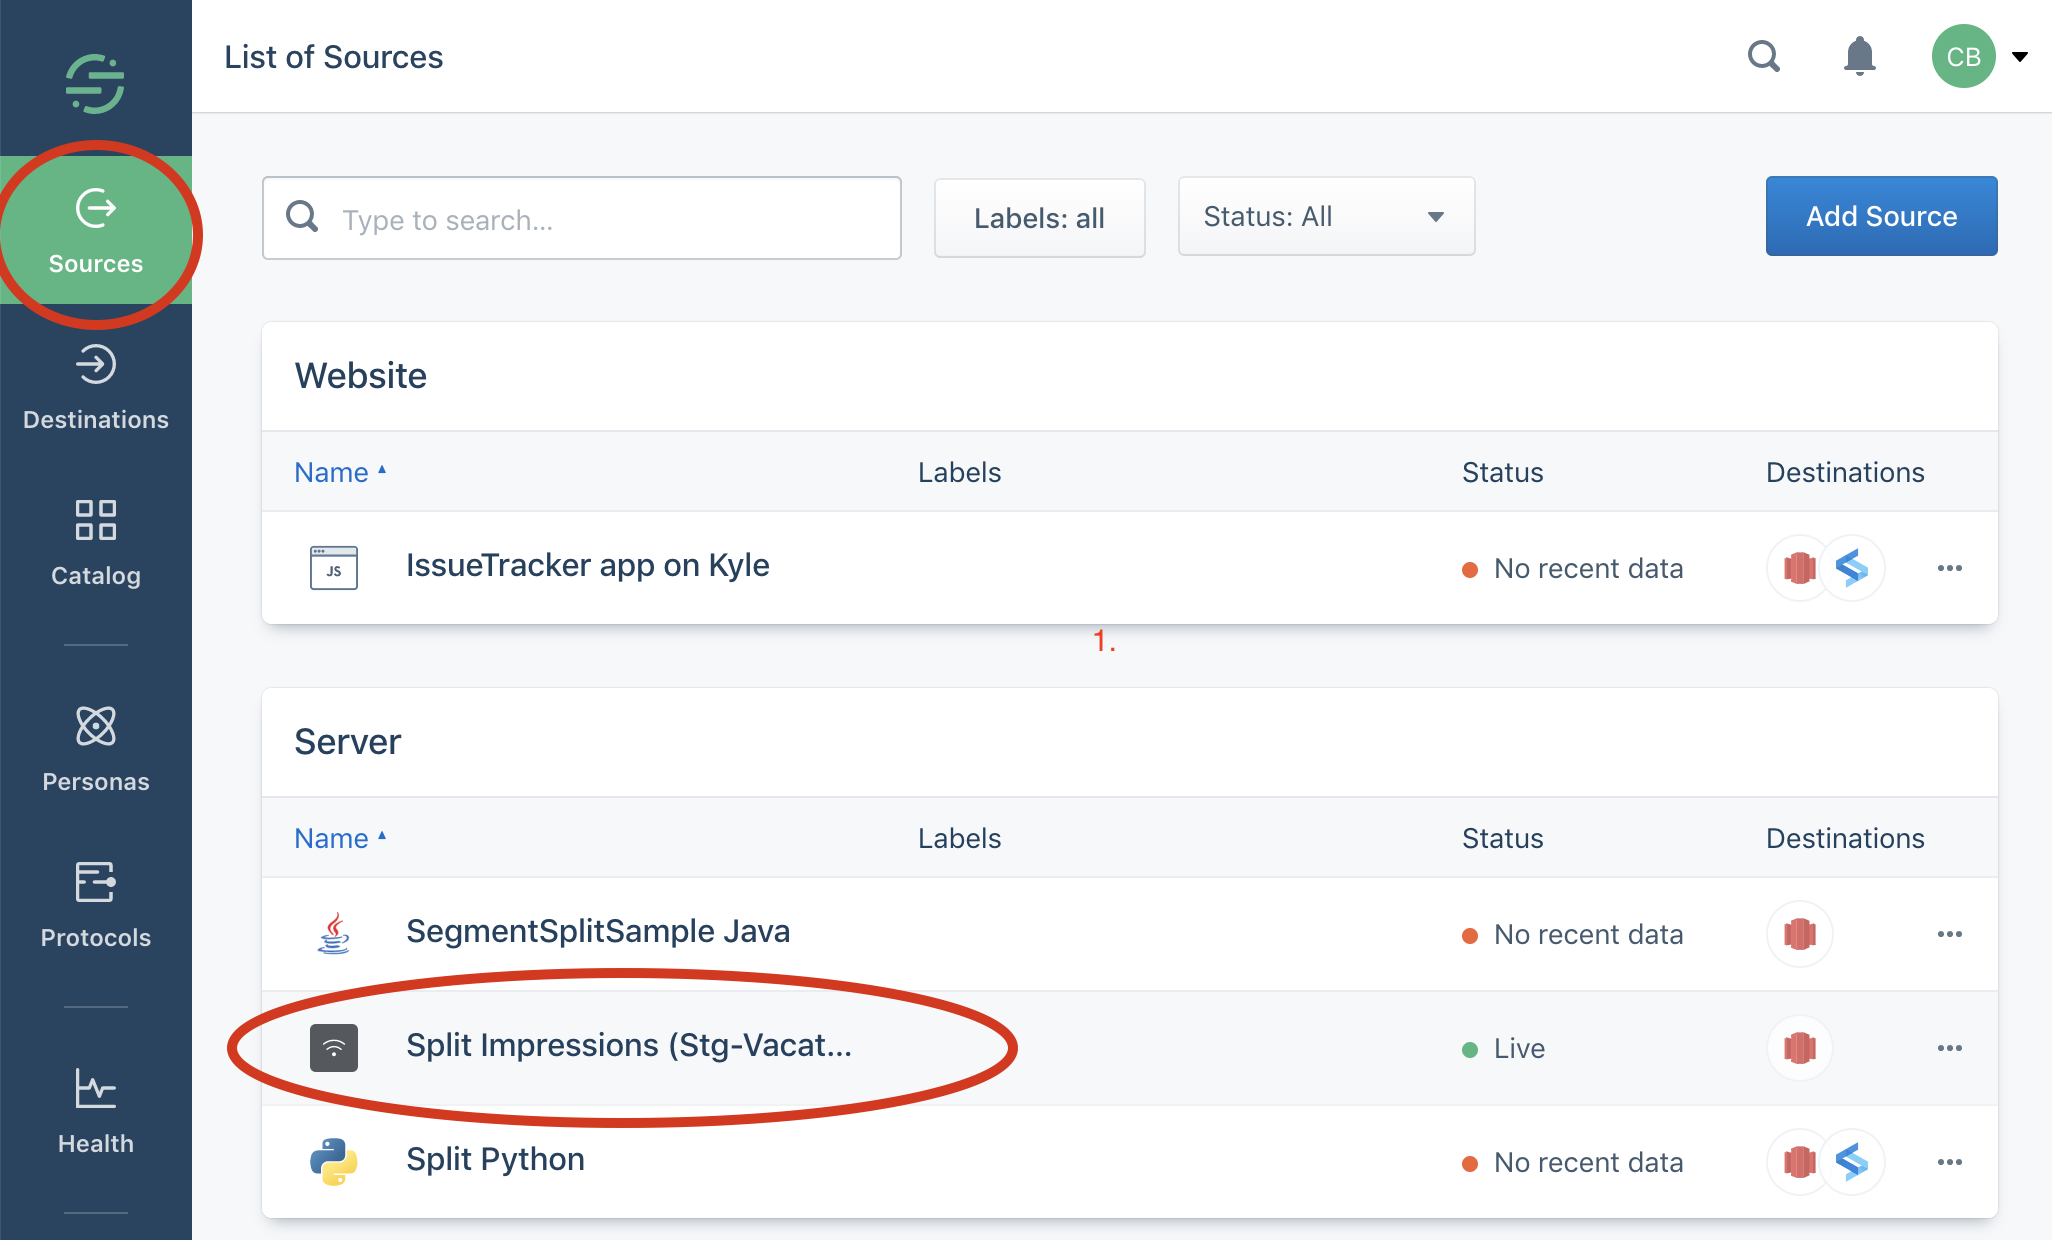 List of Sources
CB
Sources
Destinations
Catalog
Personas
Protocols
Health
Type to search...
Labels: all
Status: All
Add Source
Website
Name Labels Status Destinations
JS IssueTracker app on Kyle No recent data
1.
Server
Name Labels Status Destinations
SegmentSplitSample Java No recent data
Split Impressions (Stg-Vacat... Live
Split Python No recent data